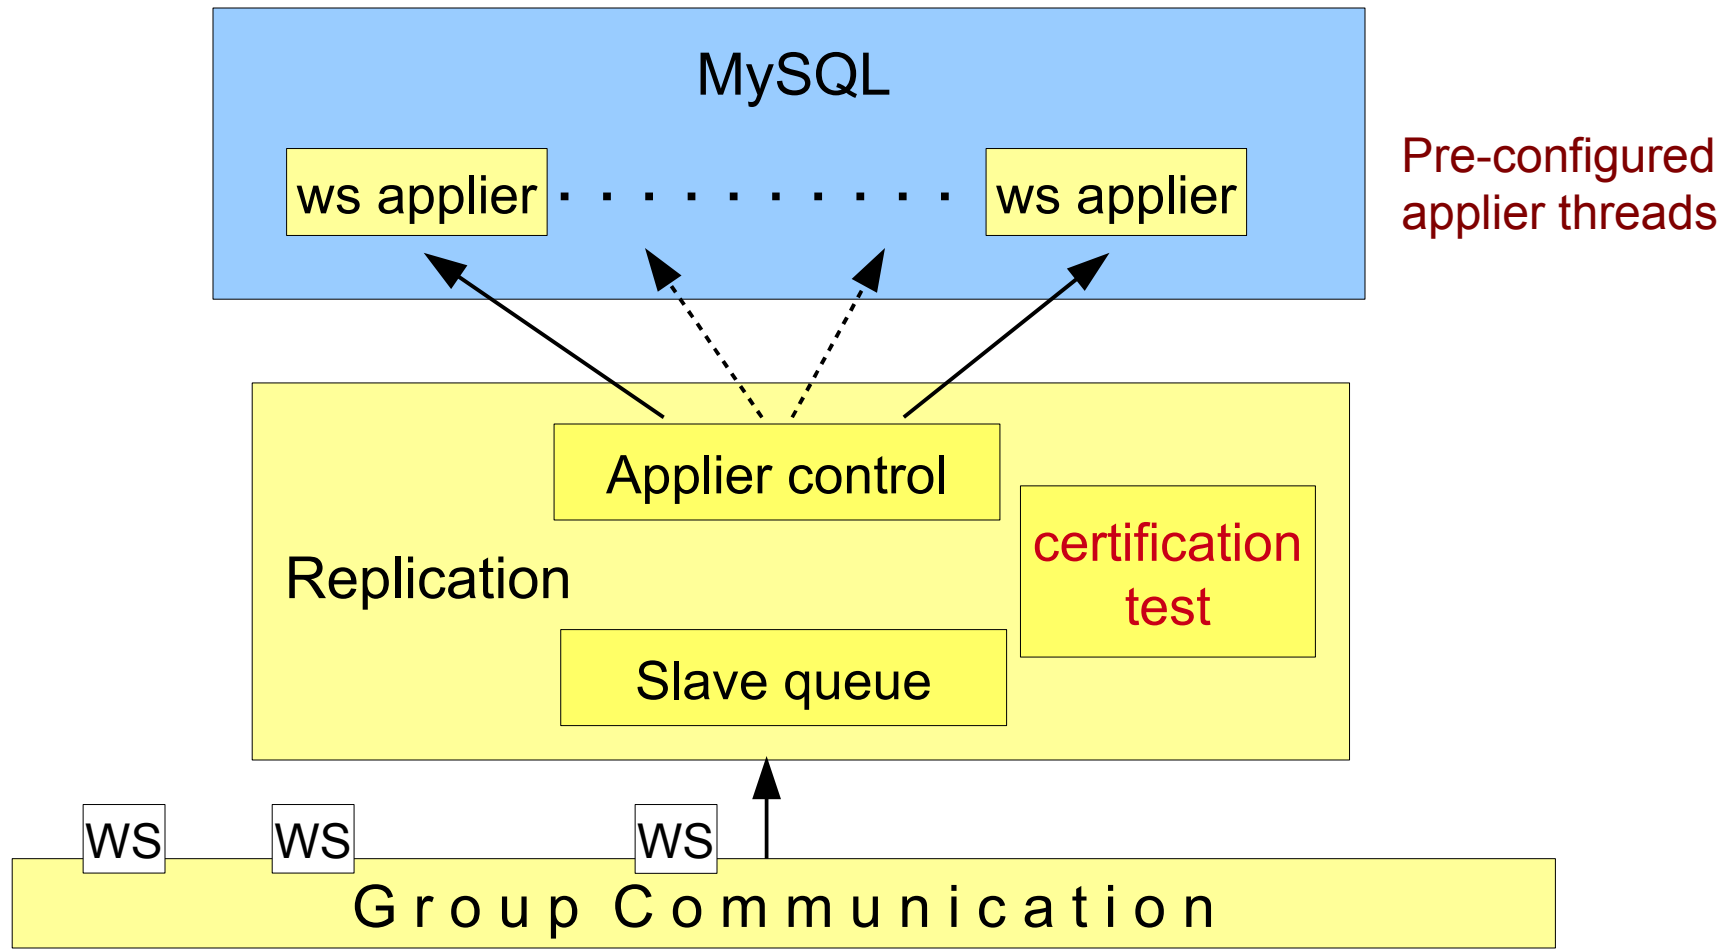 MySQL
ws applier . . . . . . . . . . ws applier
Pre-configured
applier threads
Applier control
certification
test
Replication
Slave queue
WS WS WS
Group Communication